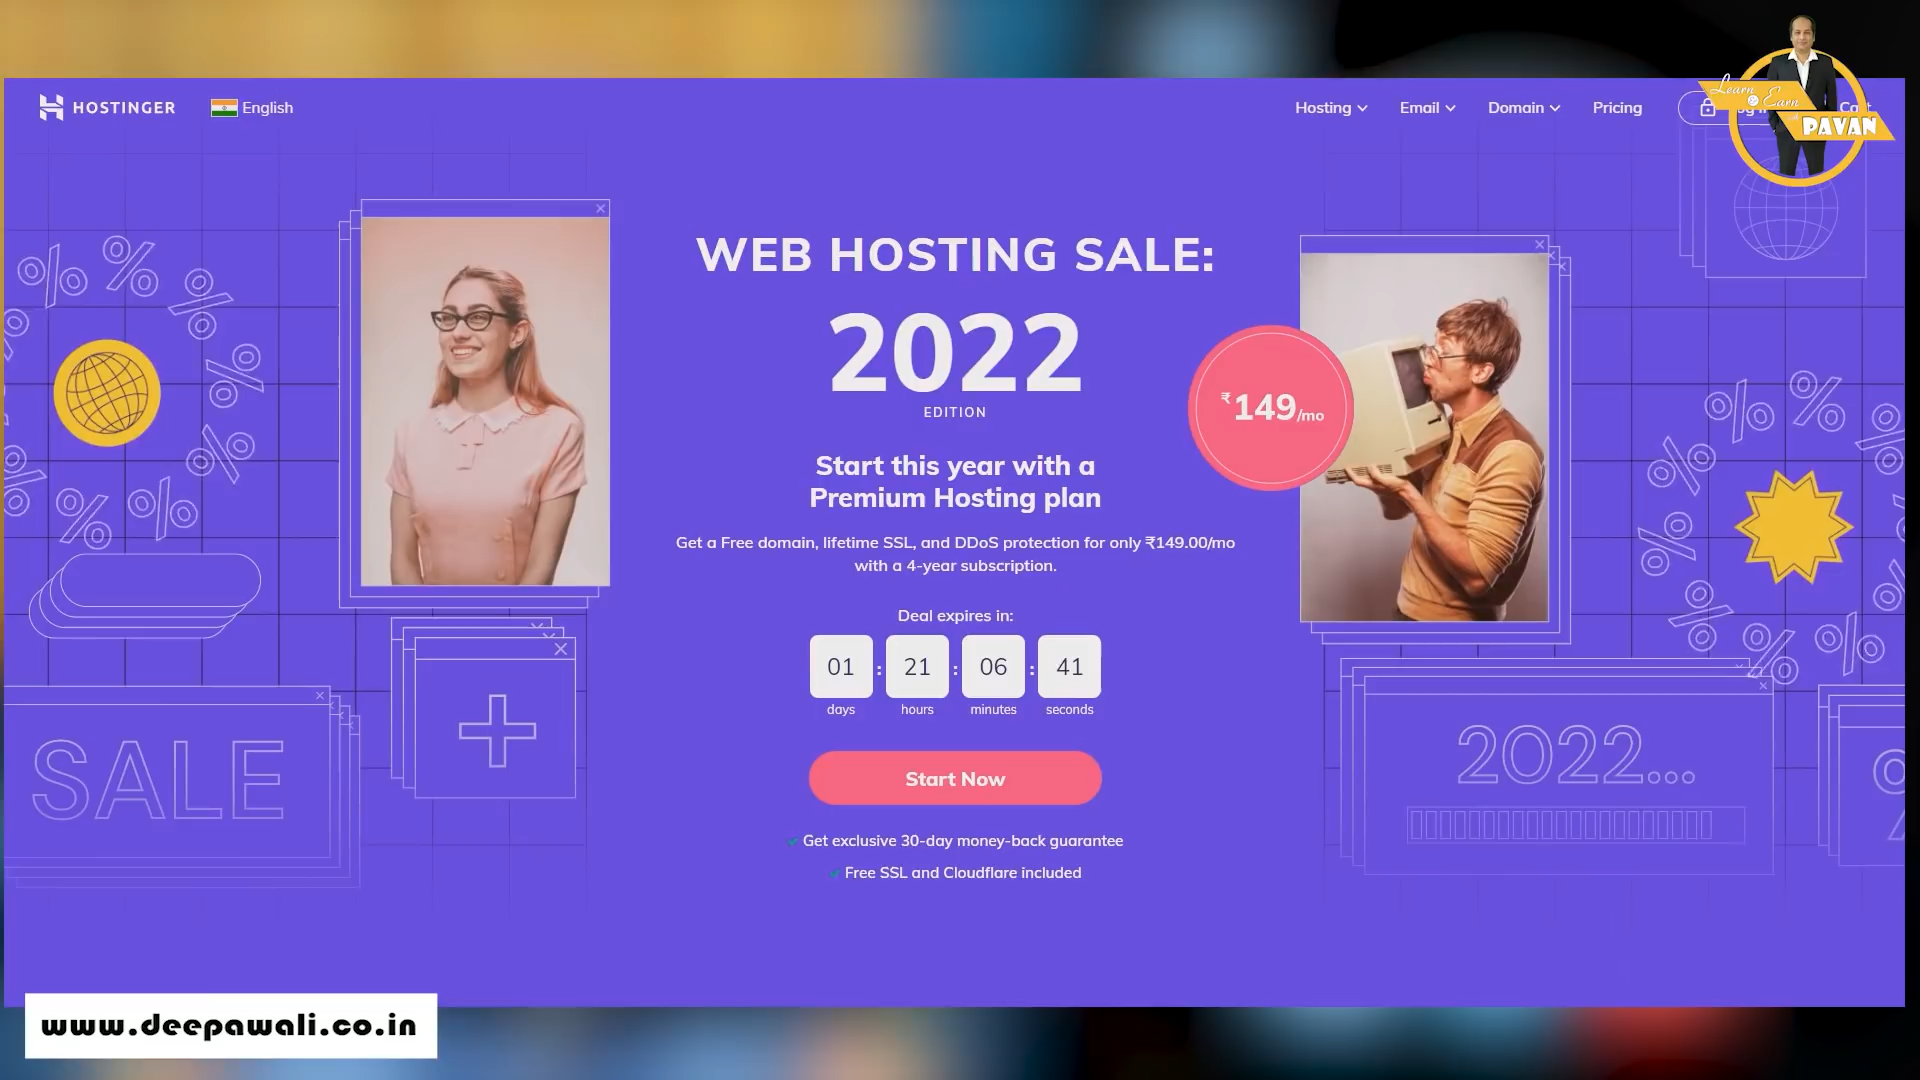 HOSTINGER
English
Hosting
Email
Domain
Pricing
Learn
Earn
PAVAN
WEB HOSTING SALE:
2022
EDITION
Start this year with a
Premium Hosting plan
₹149/mo
Get a Free domain, lifetime SSL, and DDoS protection for only ₹149.00/mo
with a 4-year subscription.
Deal expires in:
01 : 21 : 06 : 41
days hours minutes seconds
Start Now
Get exclusive 30-day money-back guarantee
Free SSL and Cloudflare included
SALE
2022...
www.deepawali.co.in